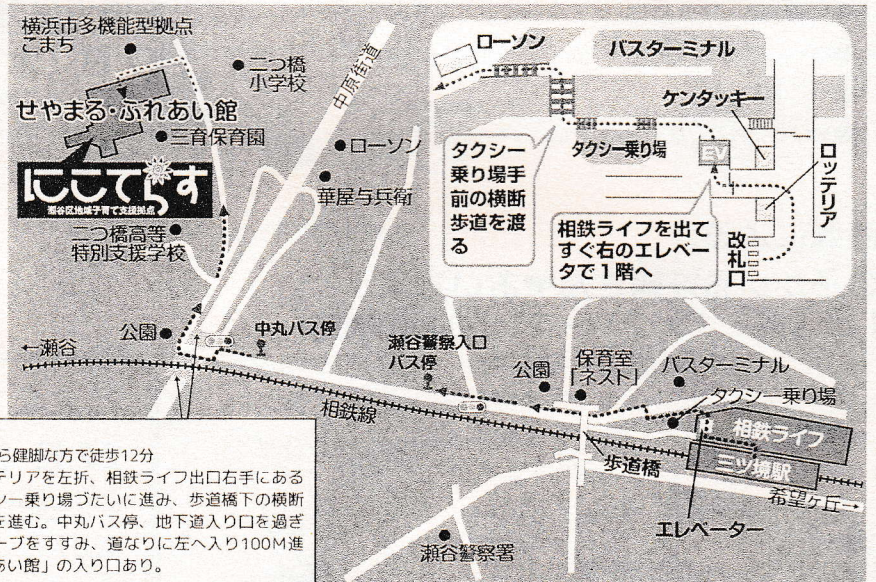 横浜市多機能型拠点
こまち
二つ橋
小学校
中原街道
せやまる・ふれあい館
三育保育園
にこてらす
瀬谷区地域子育て支援拠点
ローソン
華屋与兵衛
二つ橋高等
特別支援学校
ローソン
バスターミナル
ケンタッキー
タクシー乗り場
EV
ロッテリア
改札口
タクシー
乗り場手
前の横断
歩道を渡
る
相鉄ライフを出て
すぐ右のエレベー
タで1階へ
公園
←瀬谷
中丸バス停
瀬谷警察入口
バス停
相鉄線
公園
保育室
「ネスト」
バスターミナル
タクシー乗り場
相鉄ライフ
三ツ境駅
歩道橋
希望ヶ丘→
エレベーター
瀬谷警察署
ら健脚な方で徒歩12分
テリアを左折、相鉄ライフ出口右手にある
シー乗り場づたいに進み、歩道橋下の横断
を進む。中丸バス停、地下道入り口を過ぎ
ーブをすすみ、道なりに左へ入り100M進
あい館」の入り口あり。